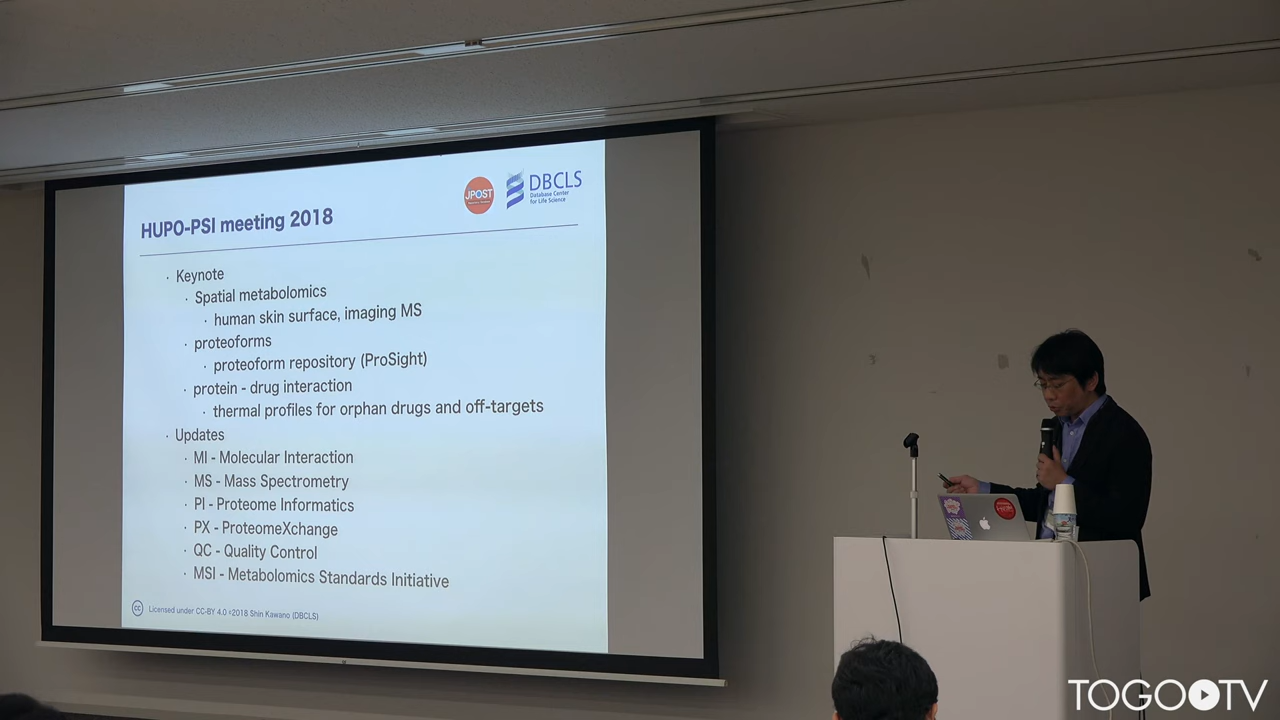 JPOST
DBCLS
Database Center
for Life Science
HUPO-PSI meeting 2018
· Keynote
· Spatial metabolomics
· human skin surface, imaging MS
· proteoforms
· proteoform repository (ProSight)
· protein - drug interaction
· thermal profiles for orphan drugs and off-targets
· Updates
· MI - Molecular Interaction
· MS - Mass Spectrometry
· PI - Proteome Informatics
· PX - ProteomeXchange
· QC - Quality Control
· MSI - Metabolomics Standards Initiative
cc Licensed under CC-BY 4.0 ©2018 Shin Kawano (DBCLS)
TOGOTV